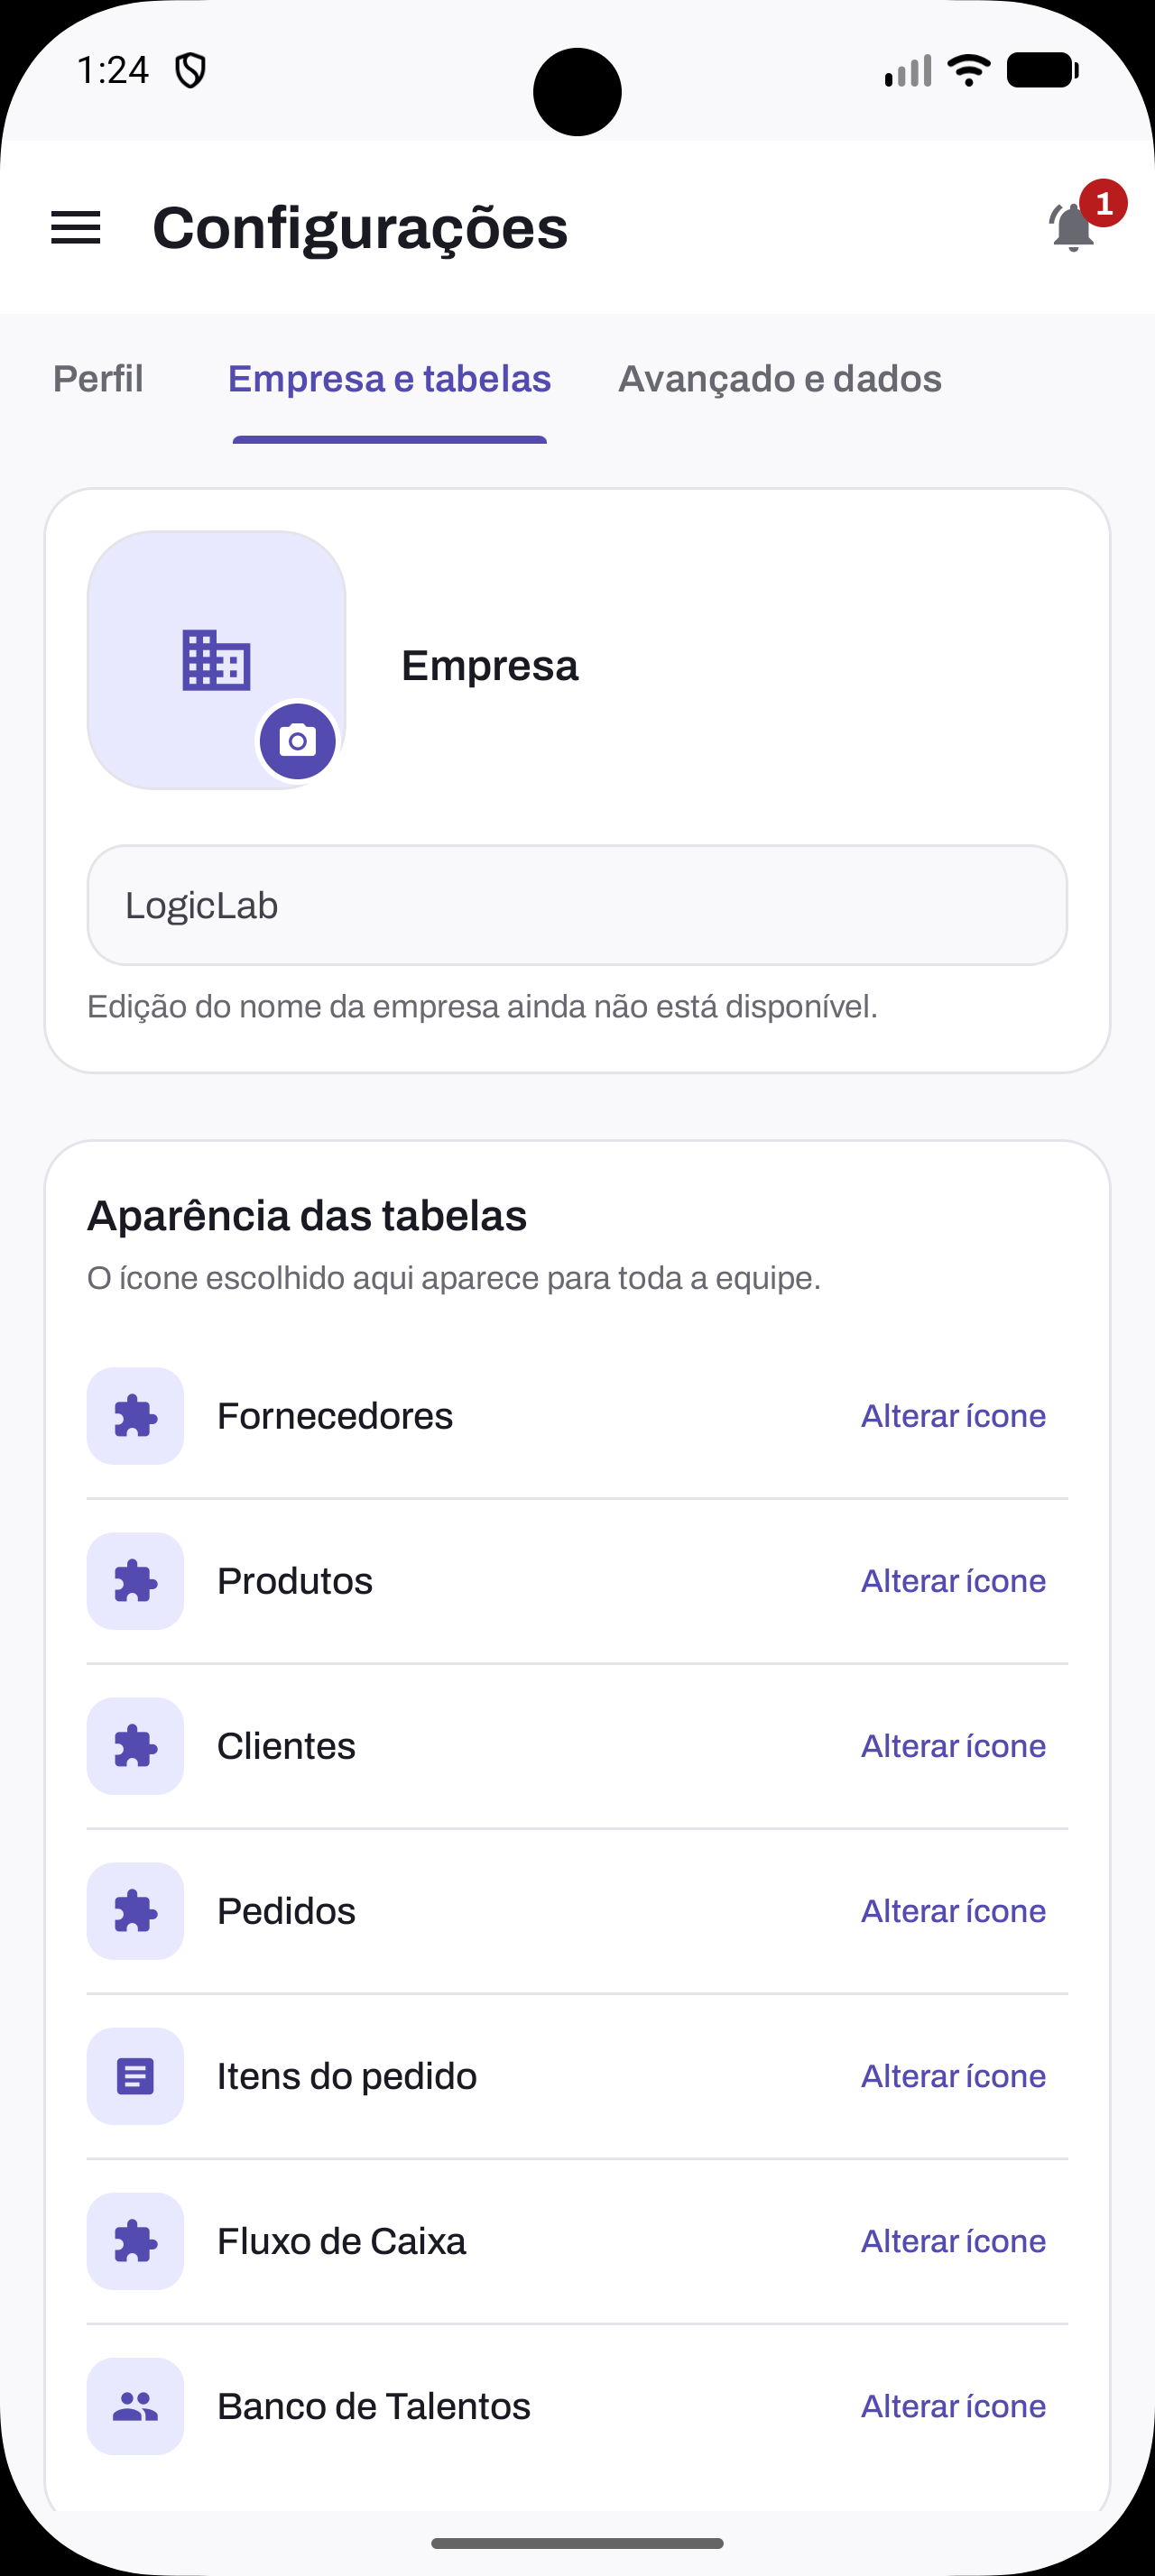 1:24
Configurações
1
Perfil
Empresa e tabelas
Avançado e dados
Empresa
LogicLab
Edição do nome da empresa ainda não está disponível.
Aparência das tabelas
O ícone escolhido aqui aparece para toda a equipe.
Fornecedores
Alterar ícone
Produtos
Alterar ícone
Clientes
Alterar ícone
Pedidos
Alterar ícone
Itens do pedido
Alterar ícone
Fluxo de Caixa
Alterar ícone
Banco de Talentos
Alterar ícone